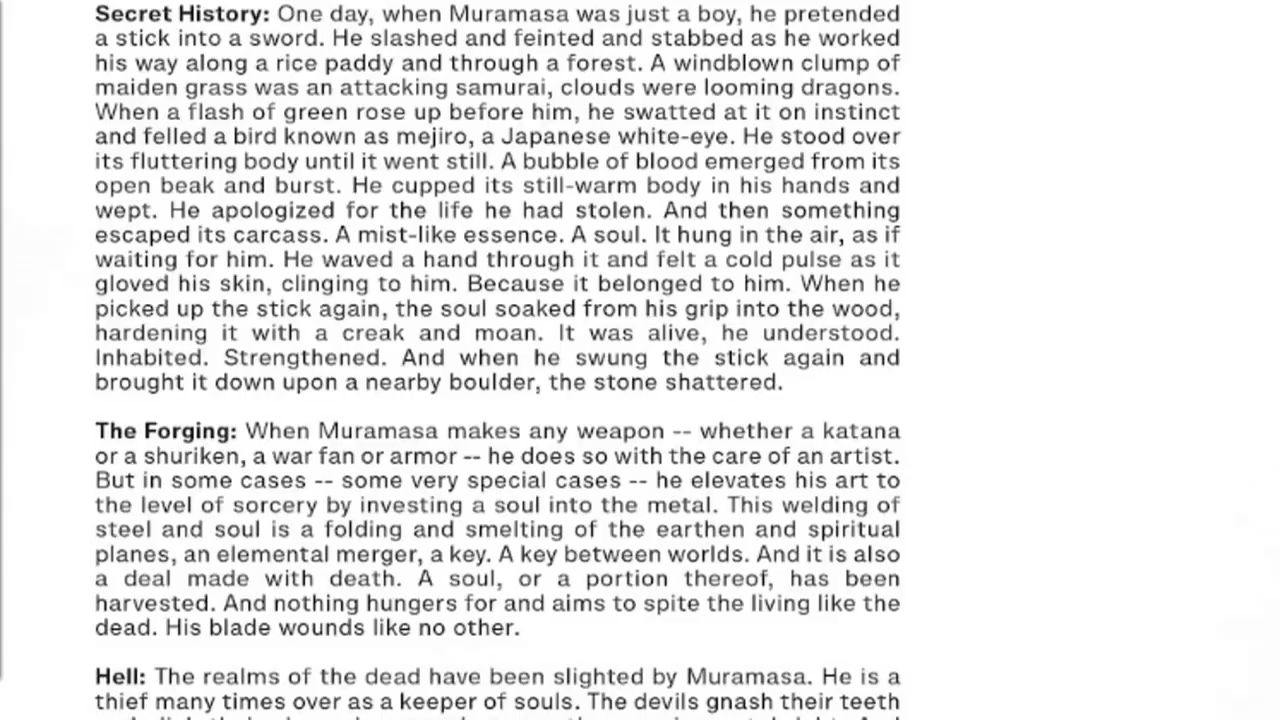 Secret History: One day, when Muramasa was just a boy, he pretended
a stick into a sword. He slashed and feinted and stabbed as he worked
his way along a rice paddy and through a forest. A windblown clump of
maiden grass was an attacking samurai, clouds were looming dragons.
When a flash of green rose up before him, he swatted at it on instinct
and felled a bird known as mejiro, a Japanese white-eye. He stood over
its fluttering body until it went still. A bubble of blood emerged from its
open beak and burst. He cupped its still-warm body in his hands and
wept. He apologized for the life he had stolen. And then something
escaped its carcass. A mist-like essence. A soul. It hung in the air, as if
waiting for him. He waved a hand through it and felt a cold pulse as it
gloved his skin, clinging to him. Because it belonged to him. When he
picked up the stick again, the soul soaked from his grip into the wood,
hardening it with a creak and moan. It was alive, he understood.
Inhabited. Strengthened. And when he swung the stick again and
brought it down upon a nearby boulder, the stone shattered.
The Forging: When Muramasa makes any weapon -- whether a katana
or a shuriken, a war fan or armor -- he does so with the care of an artist.
But in some cases -- some very special cases -- he elevates his art to
the level of sorcery by investing a soul into the metal. This welding of
steel and soul is a folding and smelting of the earthen and spiritual
planes, an elemental merger, a key. A key between worlds. And it is also
a deal made with death. A soul, or a portion thereof, has been
harvested. And nothing hungers for and aims to spite the living like the
dead. His blade wounds like no other.
Hell: The realms of the dead have been slighted by Muramasa. He is a
thief many times over as a keeper of souls. The devils gnash their teeth